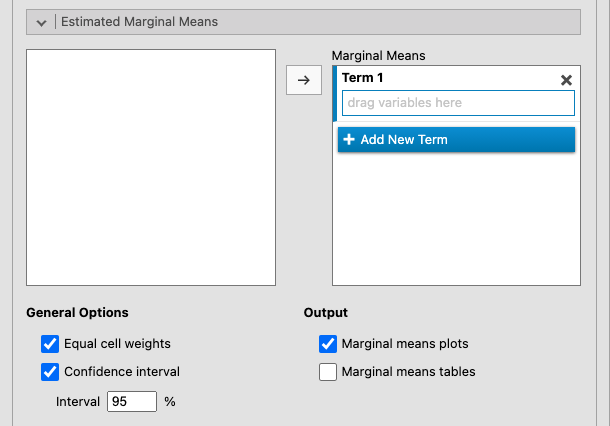 Estimated Marginal Means
Marginal Means
→
Term 1
drag variables here
+ Add New Term
General Options
Output
Equal cell weights
Marginal means plots
Confidence interval
Marginal means tables
Interval 95 %